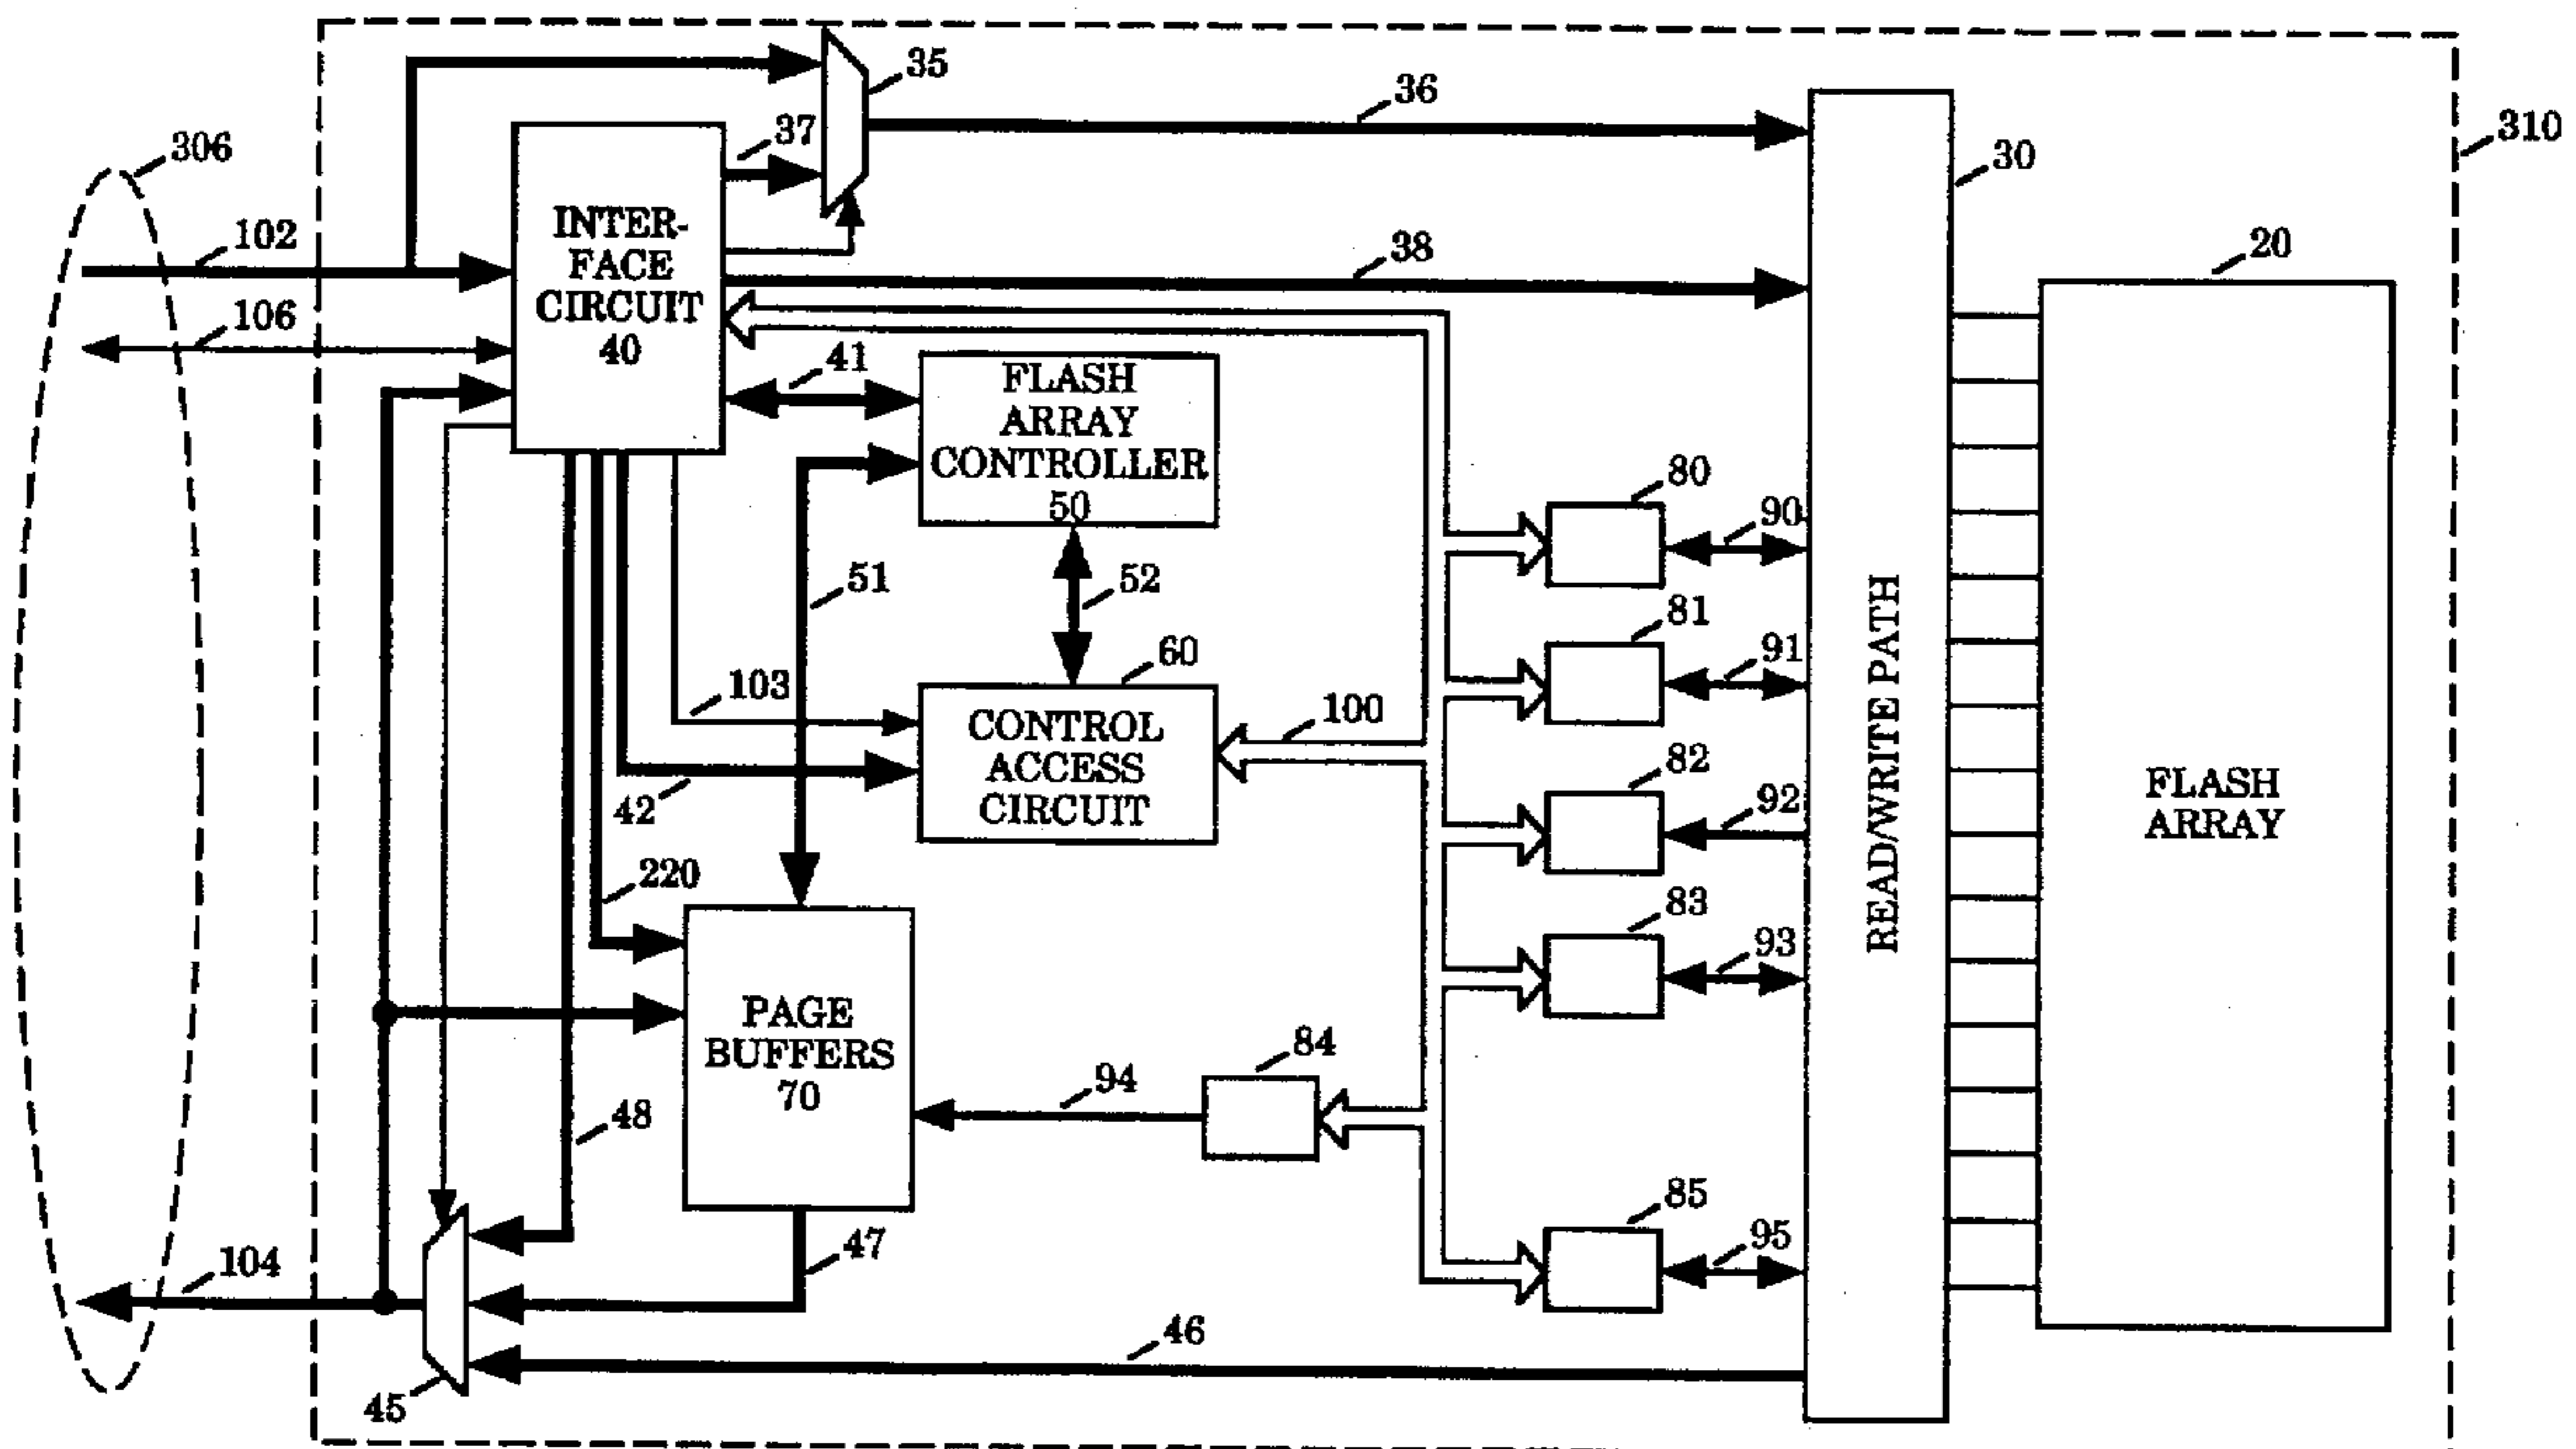 35
36
37
306
310
30
INTER-
FACE
CIRCUIT
40
102
38
20
106
41
FLASH
ARRAY
CONTROLLER
50
80
90
51
52
81
91
60
103
100
CONTROL
ACCESS
CIRCUIT
42
82
92
READ/WRITE PATH
FLASH
ARRAY
220
83
93
PAGE
BUFFERS
70
84
94
48
85
95
47
104
46
45